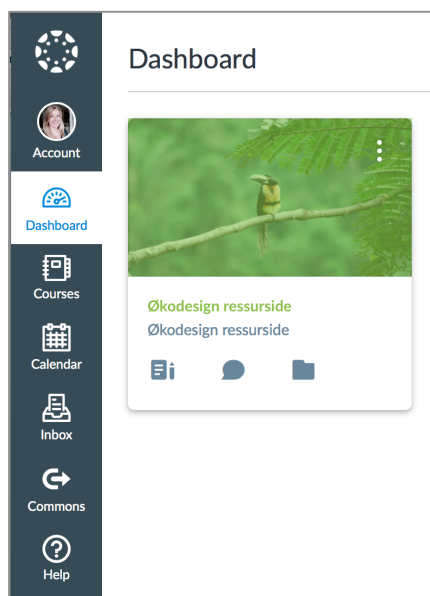 Dashboard
Account
Dashboard
Courses
Calendar
Inbox
Commons
Help
Økodesign ressurside
Økodesign ressurside